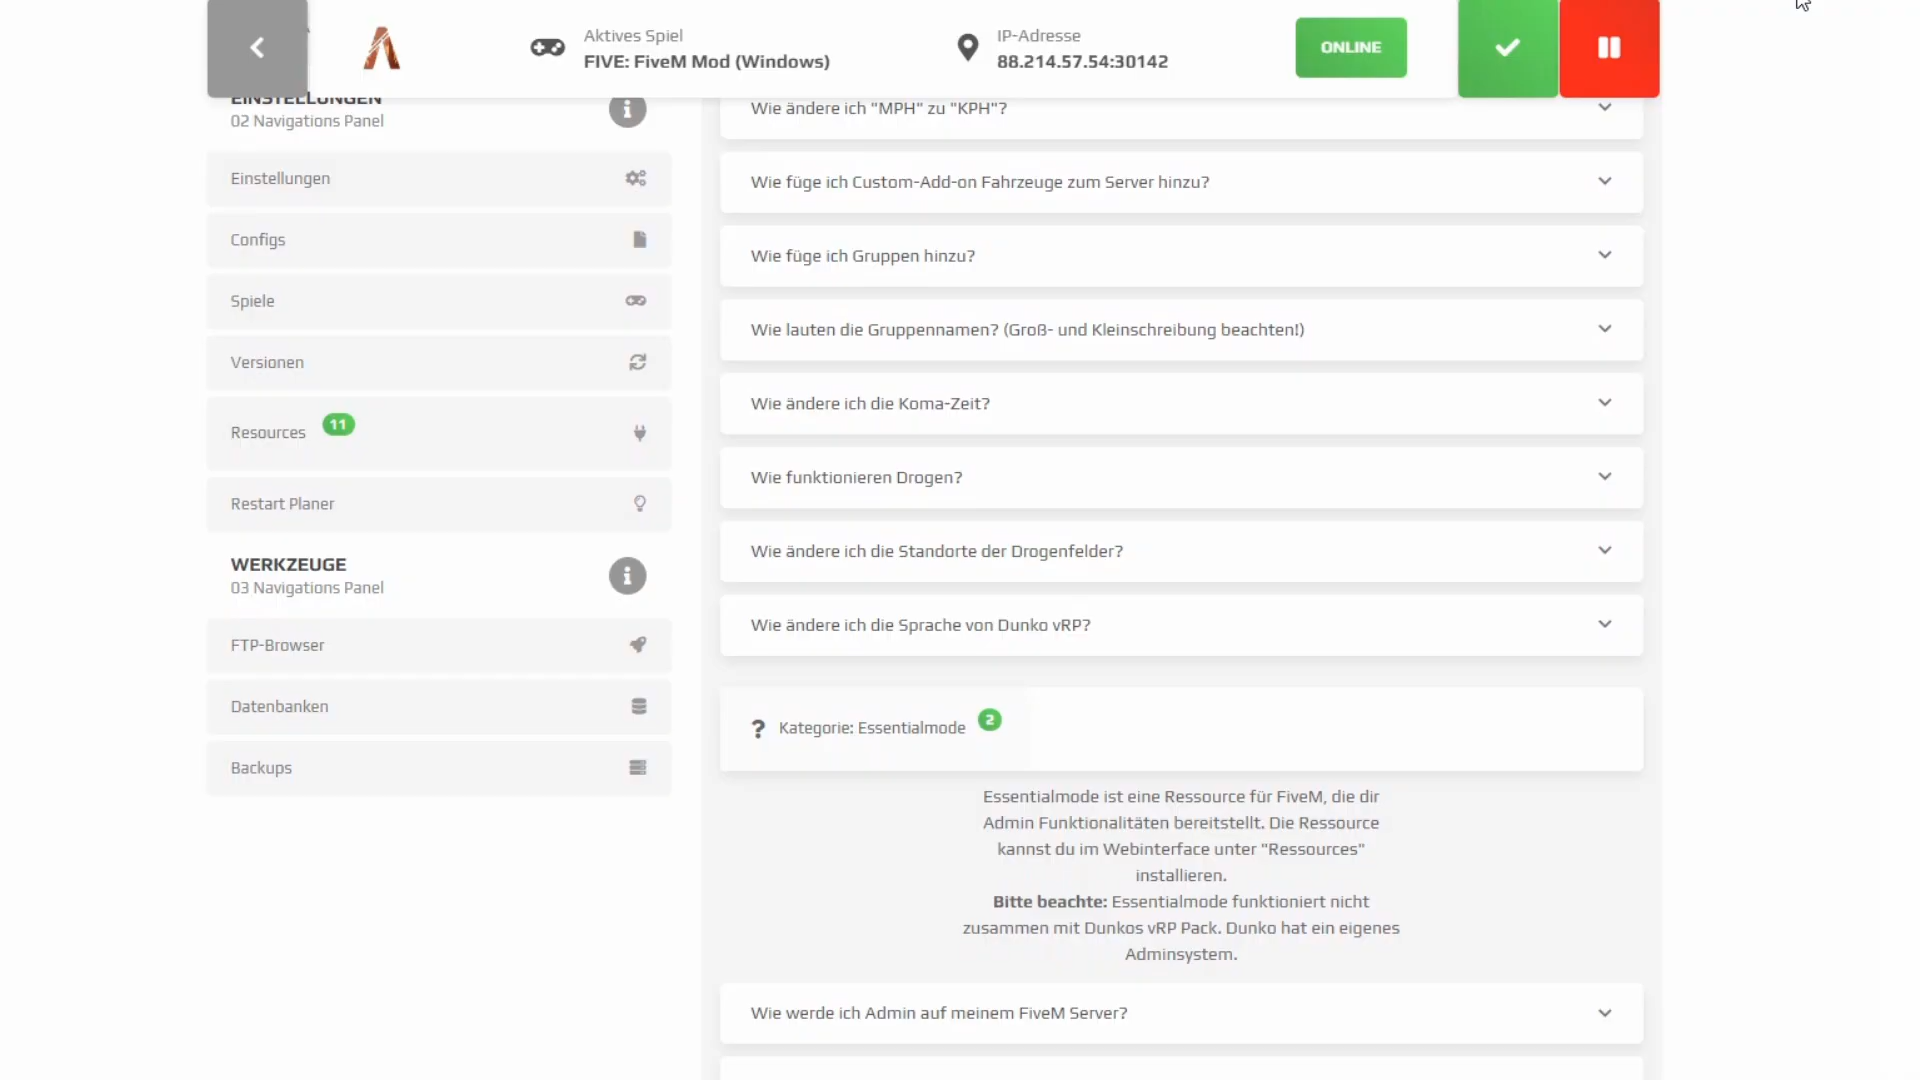 Aktives Spiel
FIVE: FiveM Mod (Windows)
IP-Adresse
88.214.57.54:30142
ONLINE
EINSTELLUNGEN
02 Navigations Panel
Einstellungen
Configs
Spiele
Versionen
Resources 11
Restart Planer
WERKZEUGE
03 Navigations Panel
FTP-Browser
Datenbanken
Backups
Wie ändere ich "MPH" zu "KPH"?
Wie füge ich Custom-Add-on Fahrzeuge zum Server hinzu?
Wie füge ich Gruppen hinzu?
Wie lauten die Gruppennamen? (Groß- und Kleinschreibung beachten!)
Wie ändere ich die Koma-Zeit?
Wie funktionieren Drogen?
Wie ändere ich die Standorte der Drogenfelder?
Wie ändere ich die Sprache von Dunko vRP?
? Kategorie: Essentialmode 2
Essentialmode ist eine Ressource für FiveM, die dir
Admin Funktionalitäten bereitstellt. Die Ressource
kannst du im Webinterface unter "Ressources"
installieren.
Bitte beachte: Essentialmode funktioniert nicht
zusammen mit Dunkos vRP Pack. Dunko hat ein eigenes
Adminsystem.
Wie werde ich Admin auf meinem FiveM Server?